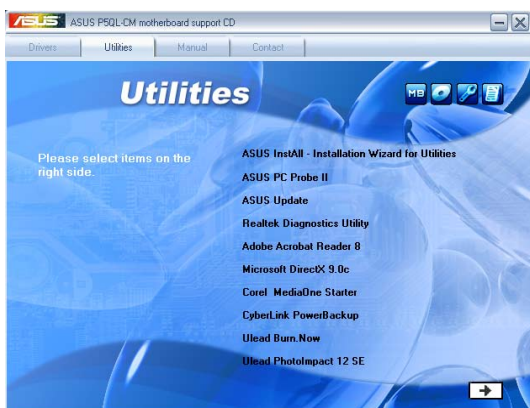 ASUS ASUS P5QL-CM motherboard support CD
Drivers Utilities Manual Contact
Utilities
MB
Please select items on the
right side.
ASUS InstAll - Installation Wizard for Utilities
ASUS PC Probe II
ASUS Update
Realtek Diagnostics Utility
Adobe Acrobat Reader 8
Microsoft DirectX 9.0c
Corel MediaOne Starter
CyberLink PowerBackup
Ulead Burn.Now
Ulead PhotoImpact 12 SE